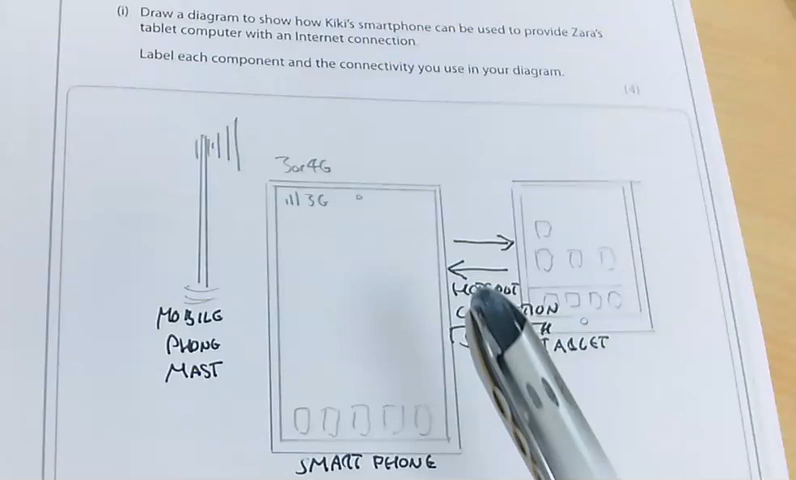 (i) Draw a diagram to show how Kiki's smartphone can be used to provide Zara's
tablet computer with an Internet connection.
Label each component and the connectivity you use in your diagram.
(4)
3or4G
3G
MOBILE
PHONE
MAST
SMART PHONE
TABLET